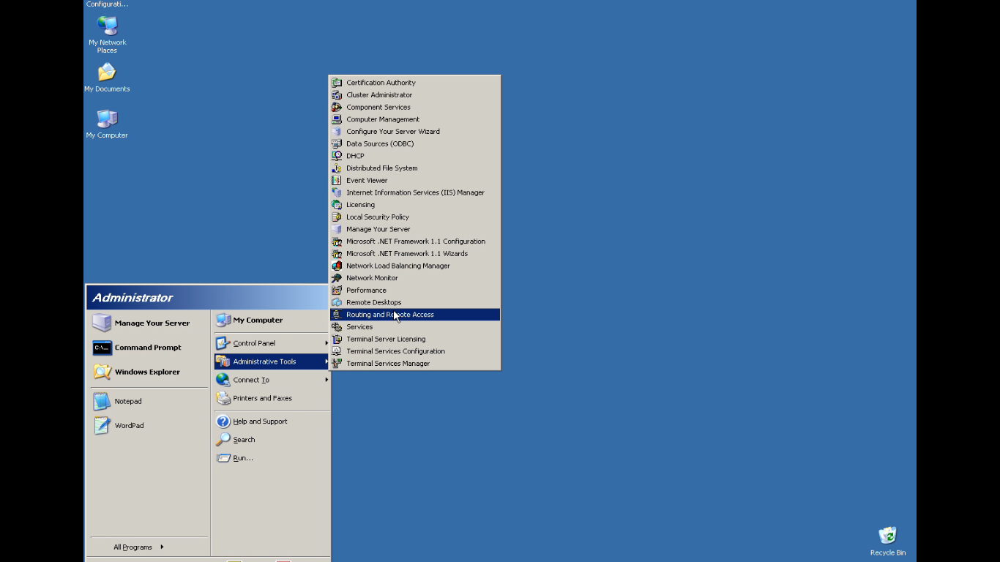 Configurati...
My Network
Places
My Documents
My Computer
Certification Authority
Cluster Administrator
Component Services
Computer Management
Configure Your Server Wizard
Data Sources (ODBC)
DHCP
Distributed File System
Event Viewer
Internet Information Services (IIS) Manager
Licensing
Local Security Policy
Manage Your Server
Microsoft .NET Framework 1.1 Configuration
Microsoft .NET Framework 1.1 Wizards
Network Load Balancing Manager
Network Monitor
Performance
Remote Desktops
Routing and Remote Access
Services
Terminal Server Licensing
Terminal Services Configuration
Terminal Services Manager
Administrator
Manage Your Server
Command Prompt
Windows Explorer
Notepad
WordPad
All Programs
My Computer
Control Panel
Administrative Tools
Connect To
Printers and Faxes
Help and Support
Search
Run...
Recycle Bin